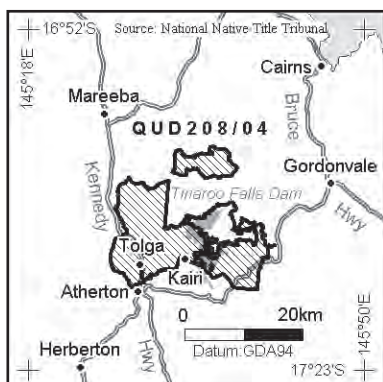 16°52'S
Source: National Native Title Tribunal
145°18'E
Cairns
Mareeba
Bruce
QUD208/04
Gordonvale
Kennedy
Tinaroo Falls Dam
Hwy
Tolga
Kairi
Atherton
0 20km
Hwy
Datum:GDA94
145°50'E
Herberton
17°23'S